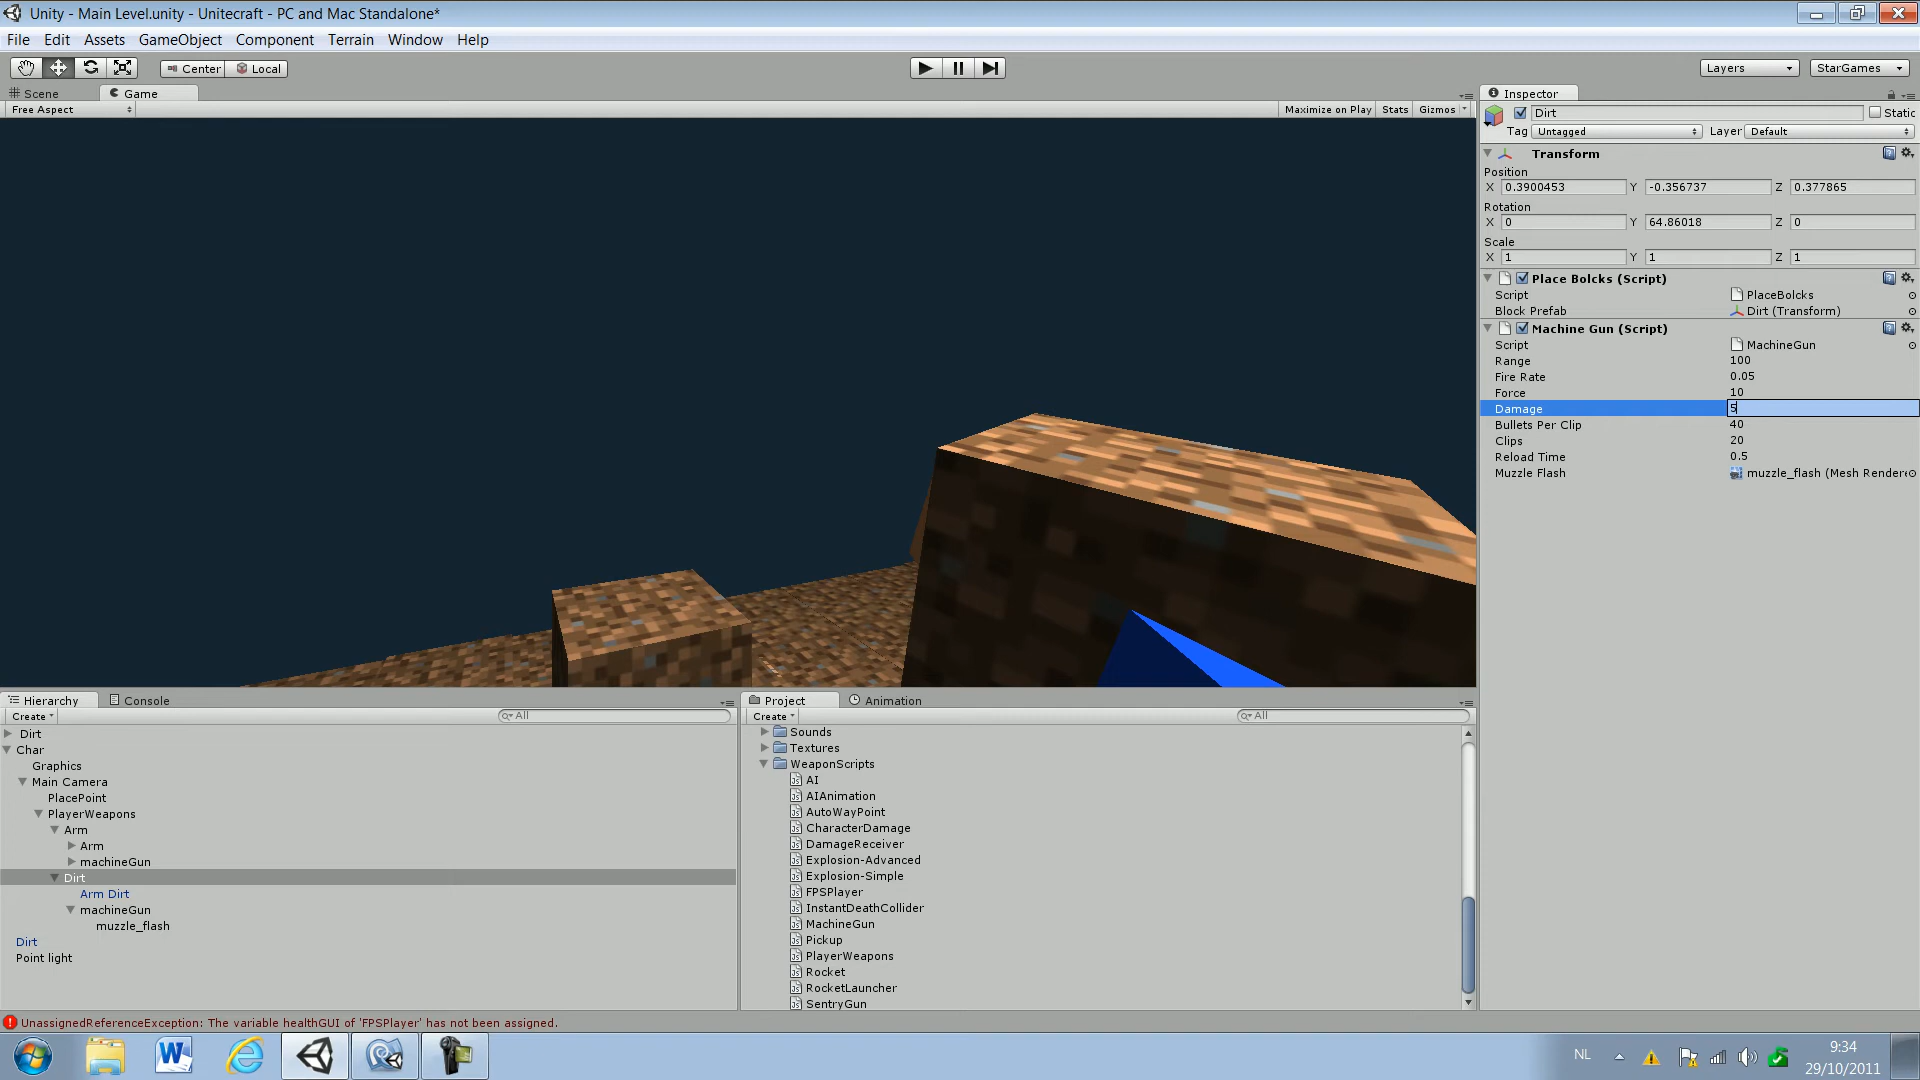 Unity - Main Level.unity - Unitecraft - PC and Mac Standalone*
File Edit Assets GameObject Component Terrain Window Help
Center Local
Layers StarGames
Scene Game
Free Aspect
Maximize on Play Stats Gizmos
Inspector
Dirt Static
Tag Untagged Layer Default
Transform
Position
X 0.3900453 Y -0.356737 Z 0.377865
Rotation
X 0 Y 64.86018 Z 0
Scale
X 1 Y 1 Z 1
Place Bolcks (Script)
Script PlaceBolcks
Block Prefab Dirt (Transform)
Machine Gun (Script)
Script MachineGun
Range 100
Fire Rate 0.05
Force 10
Damage 5
Bullets Per Clip 40
Clips 20
Reload Time 0.5
Muzzle Flash muzzle_flash (Mesh Rendere
Hierarchy Console
Create All
Dirt
Char
Graphics
Main Camera
PlacePoint
PlayerWeapons
Arm
Arm
machineGun
Dirt
Arm Dirt
machineGun
muzzle_flash
Dirt
Point light
Project Animation
Create All
Sounds
Textures
WeaponScripts
AI
AIAnimation
AutoWayPoint
CharacterDamage
DamageReceiver
Explosion-Advanced
Explosion-Simple
FPSPlayer
InstantDeathCollider
MachineGun
Pickup
PlayerWeapons
Rocket
RocketLauncher
SentryGun
UnassignedReferenceException: The variable healthGUI of 'FPSPlayer' has not been assigned.
NL
9:34
29/10/2011